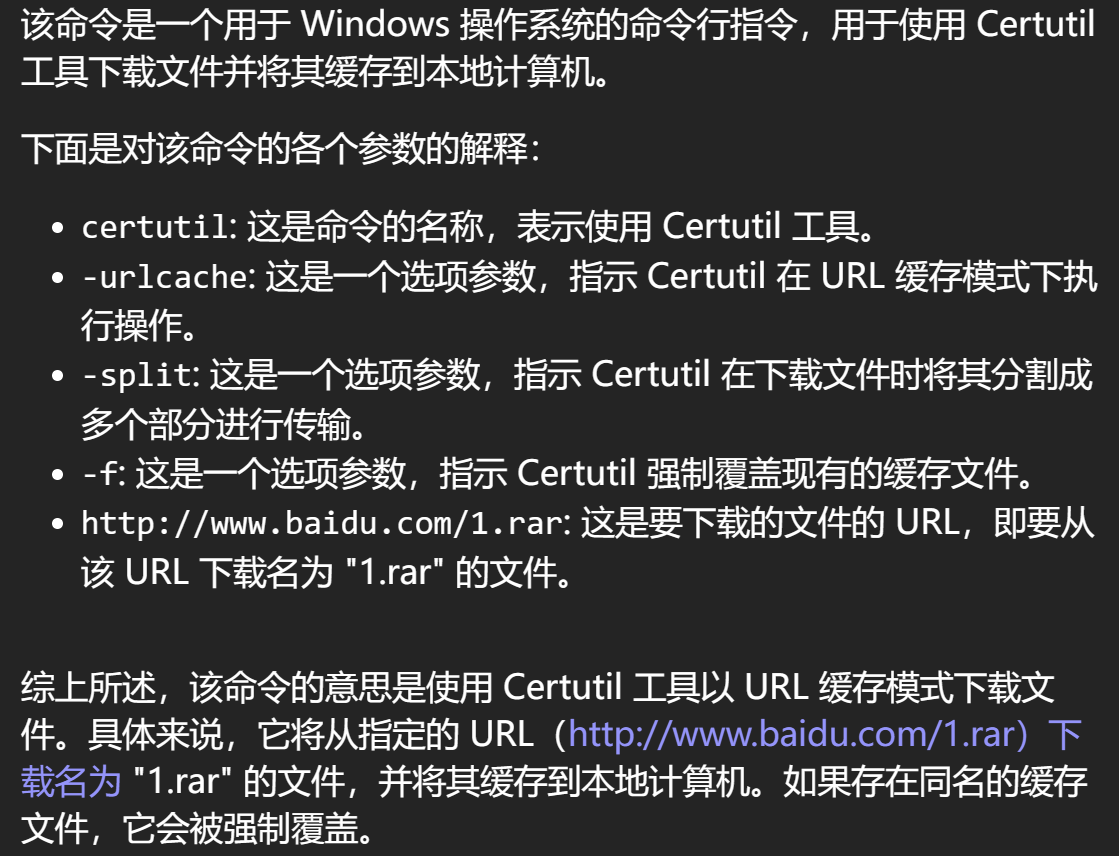 该命令是一个用于 Windows 操作系统的命令行指令，用于使用 Certutil
工具下载文件并将其缓存到本地计算机。
下面是对该命令的各个参数的解释：
• certutil: 这是命令的名称，表示使用 Certutil 工具。
• -urlcache: 这是一个选项参数，指示 Certutil 在 URL 缓存模式下执
行操作。
• -split: 这是一个选项参数，指示 Certutil 在下载文件时将其分割成
多个部分进行传输。
• -f: 这是一个选项参数，指示 Certutil 强制覆盖现有的缓存文件。
• http://www.baidu.com/1.rar: 这是要下载的文件的 URL，即要从
该 URL 下载名为 "1.rar" 的文件。
综上所述，该命令的意思是使用 Certutil 工具以 URL 缓存模式下载文
件。具体来说，它将从指定的 URL（http://www.baidu.com/1.rar）下
载名为 "1.rar" 的文件，并将其缓存到本地计算机。如果存在同名的缓存
文件，它会被强制覆盖。